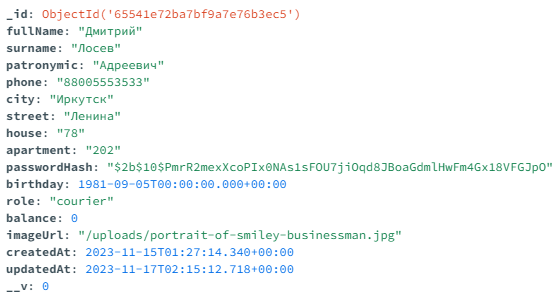 _id: ObjectId('65541e72ba7bf9a7e76b3ec5')
fullName: "Дмитрий"
surname: "Лосев"
patronymic: "Адреевич"
phone: "88005553533"
city: "Иркутск"
street: "Ленина"
house: "78"
apartment: "202"
passwordHash: "$2b$10$PmrR2mexXcoPIx0NAs1sFOU7jiOqd8JBoaGdmlHwFm4Gx18VFGJpO"
birthday: 1981-09-05T00:00:00.000+00:00
role: "courier"
balance: 0
imageUrl: "/uploads/portrait-of-smiley-businessman.jpg"
createdAt: 2023-11-15T01:27:14.340+00:00
updatedAt: 2023-11-17T02:15:12.718+00:00
__v: 0